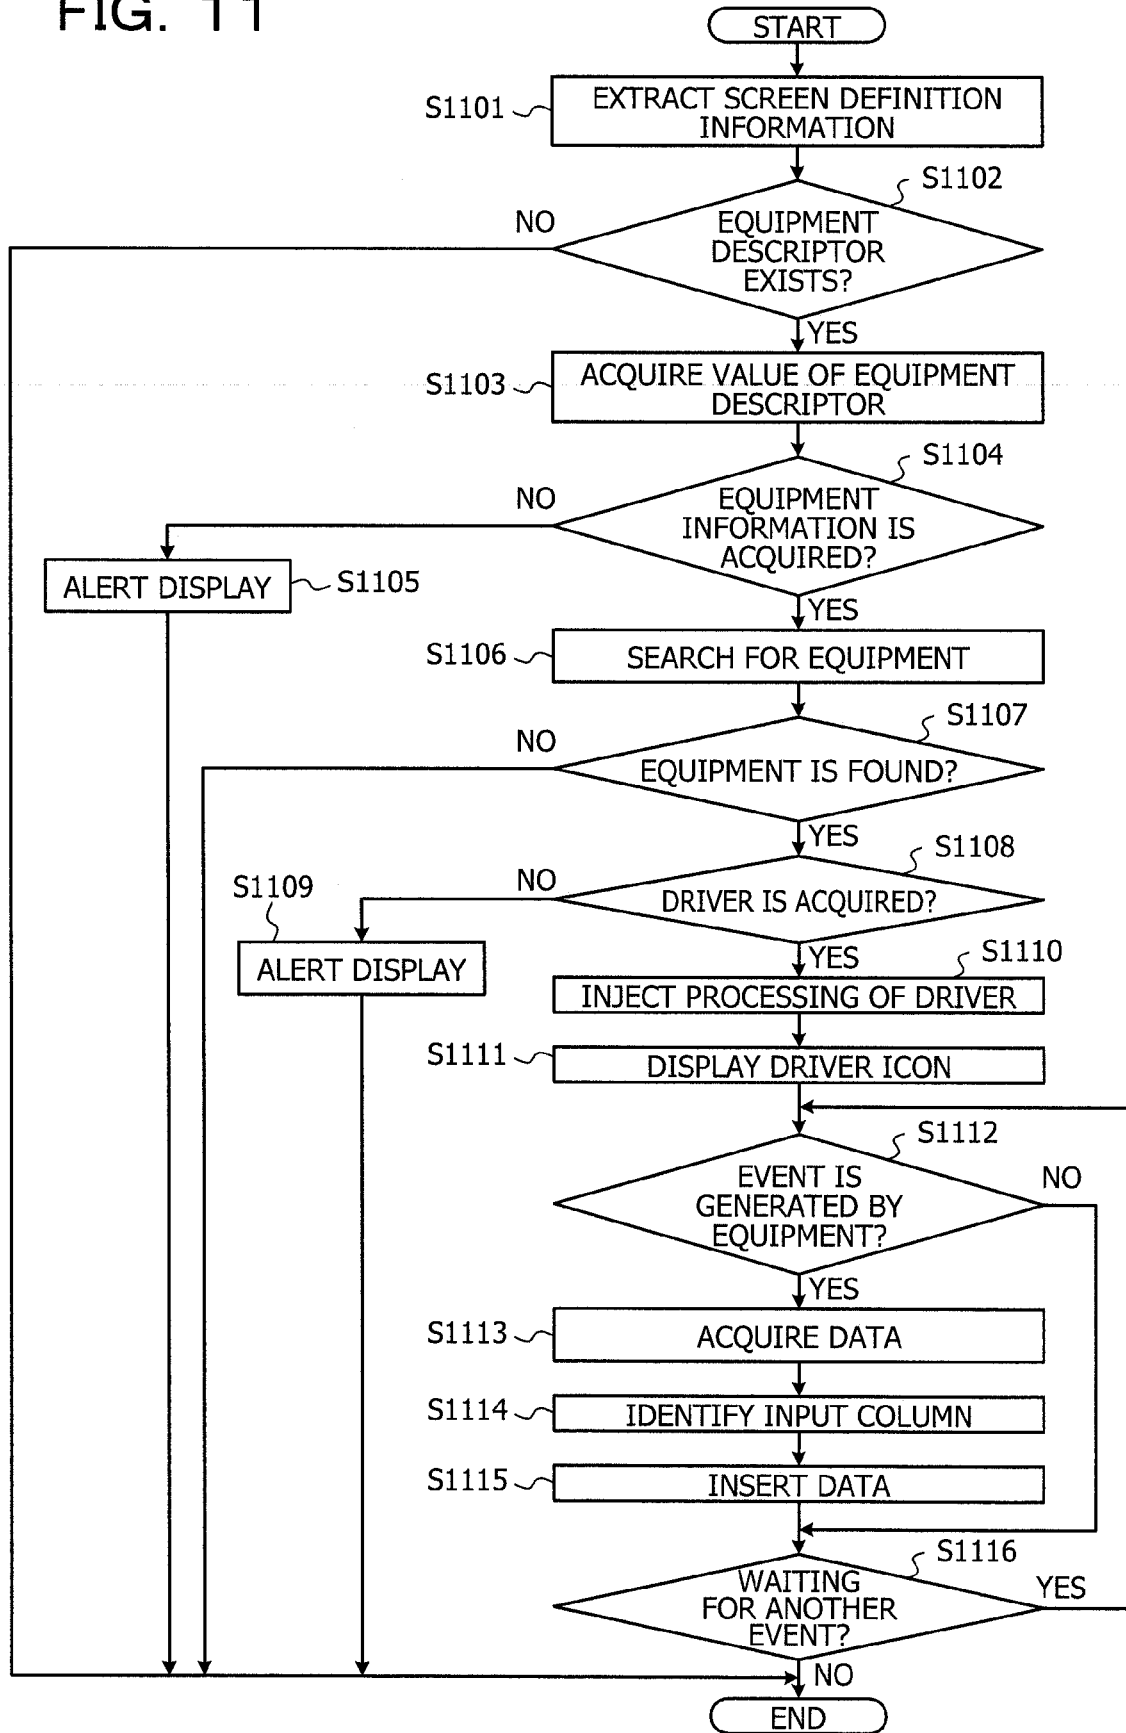 FIG. 11
START
S1101
EXTRACT SCREEN DEFINITION
INFORMATION
S1102
NO
EQUIPMENT
DESCRIPTOR
EXISTS?
YES
S1103
ACQUIRE VALUE OF EQUIPMENT
DESCRIPTOR
S1104
NO
EQUIPMENT
INFORMATION IS
ACQUIRED?
ALERT DISPLAY
S1105
YES
S1106
SEARCH FOR EQUIPMENT
S1107
NO
EQUIPMENT IS FOUND?
YES
S1108
S1109
NO
DRIVER IS ACQUIRED?
ALERT DISPLAY
YES
S1110
INJECT PROCESSING OF DRIVER
S1111
DISPLAY DRIVER ICON
S1112
EVENT IS
GENERATED BY
EQUIPMENT?
NO
YES
S1113
ACQUIRE DATA
S1114
IDENTIFY INPUT COLUMN
S1115
INSERT DATA
S1116
WAITING
FOR ANOTHER
EVENT?
YES
NO
END